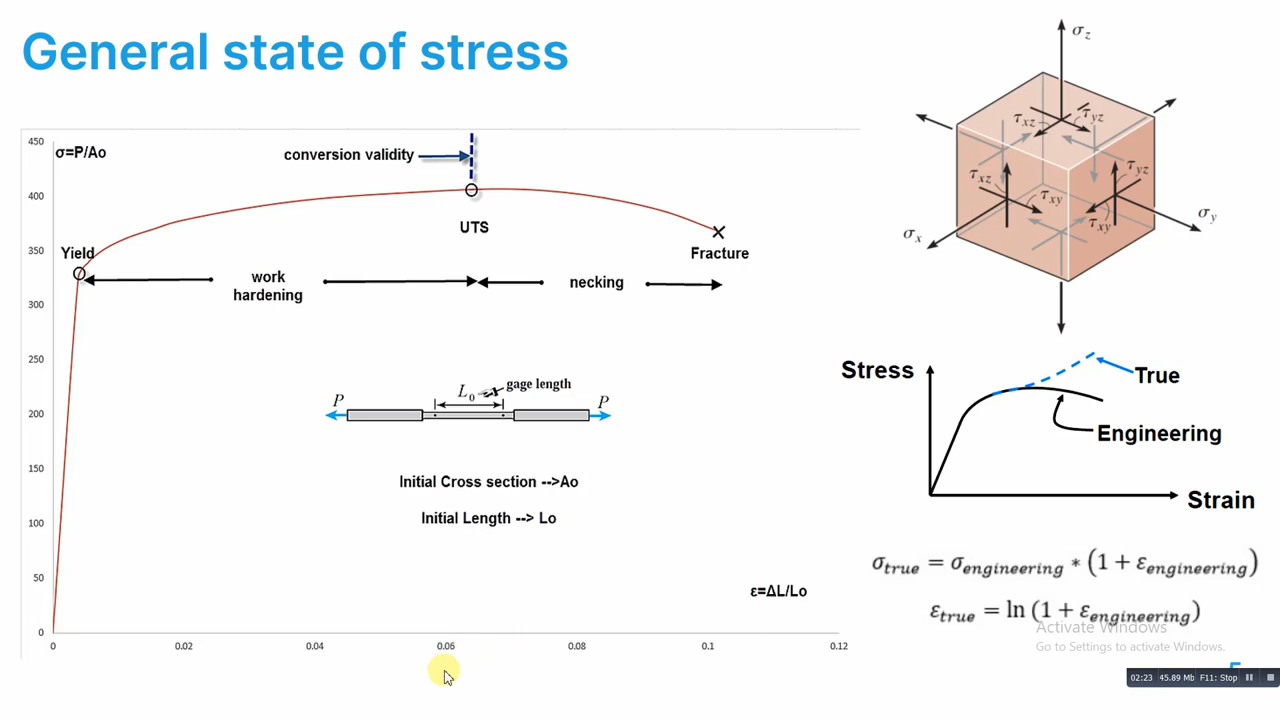 General state of stress
σz
τxz
τyz
τxz
τyz
τxy
τxy
σx
σy
450
σ=P/Ao
conversion validity
400
UTS
350
Yield
Fracture
work
hardening
necking
300
250
200
150
100
50
0
L0
gage length
P
P
Initial Cross section -->Ao
Initial Length --> Lo
ε=ΔL/Lo
0
0.02
0.04
0.06
0.08
0.1
0.12
Stress
True
Engineering
Strain
σtrue = σengineering * (1 + εengineering)
εtrue = ln (1 + εengineering)
Activate Windows
Go to Settings to activate Windows.
02:23 45.89 Mb F11: Stop